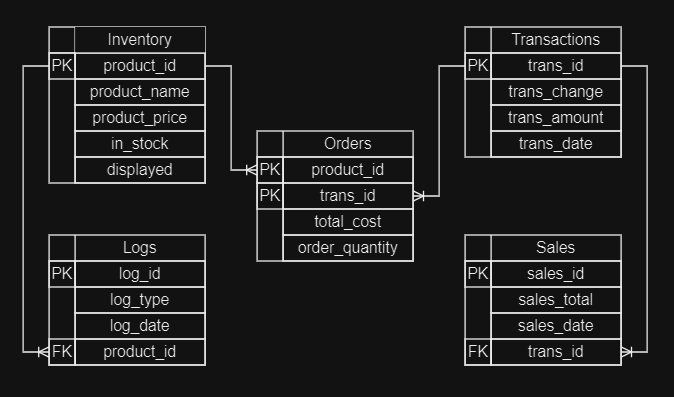 Inventory
PK product_id
product_name
product_price
in_stock
displayed
Transactions
PK trans_id
trans_change
trans_amount
trans_date
Orders
PK product_id
PK trans_id
total_cost
order_quantity
Logs
PK log_id
log_type
log_date
FK product_id
Sales
PK sales_id
sales_total
sales_date
FK trans_id